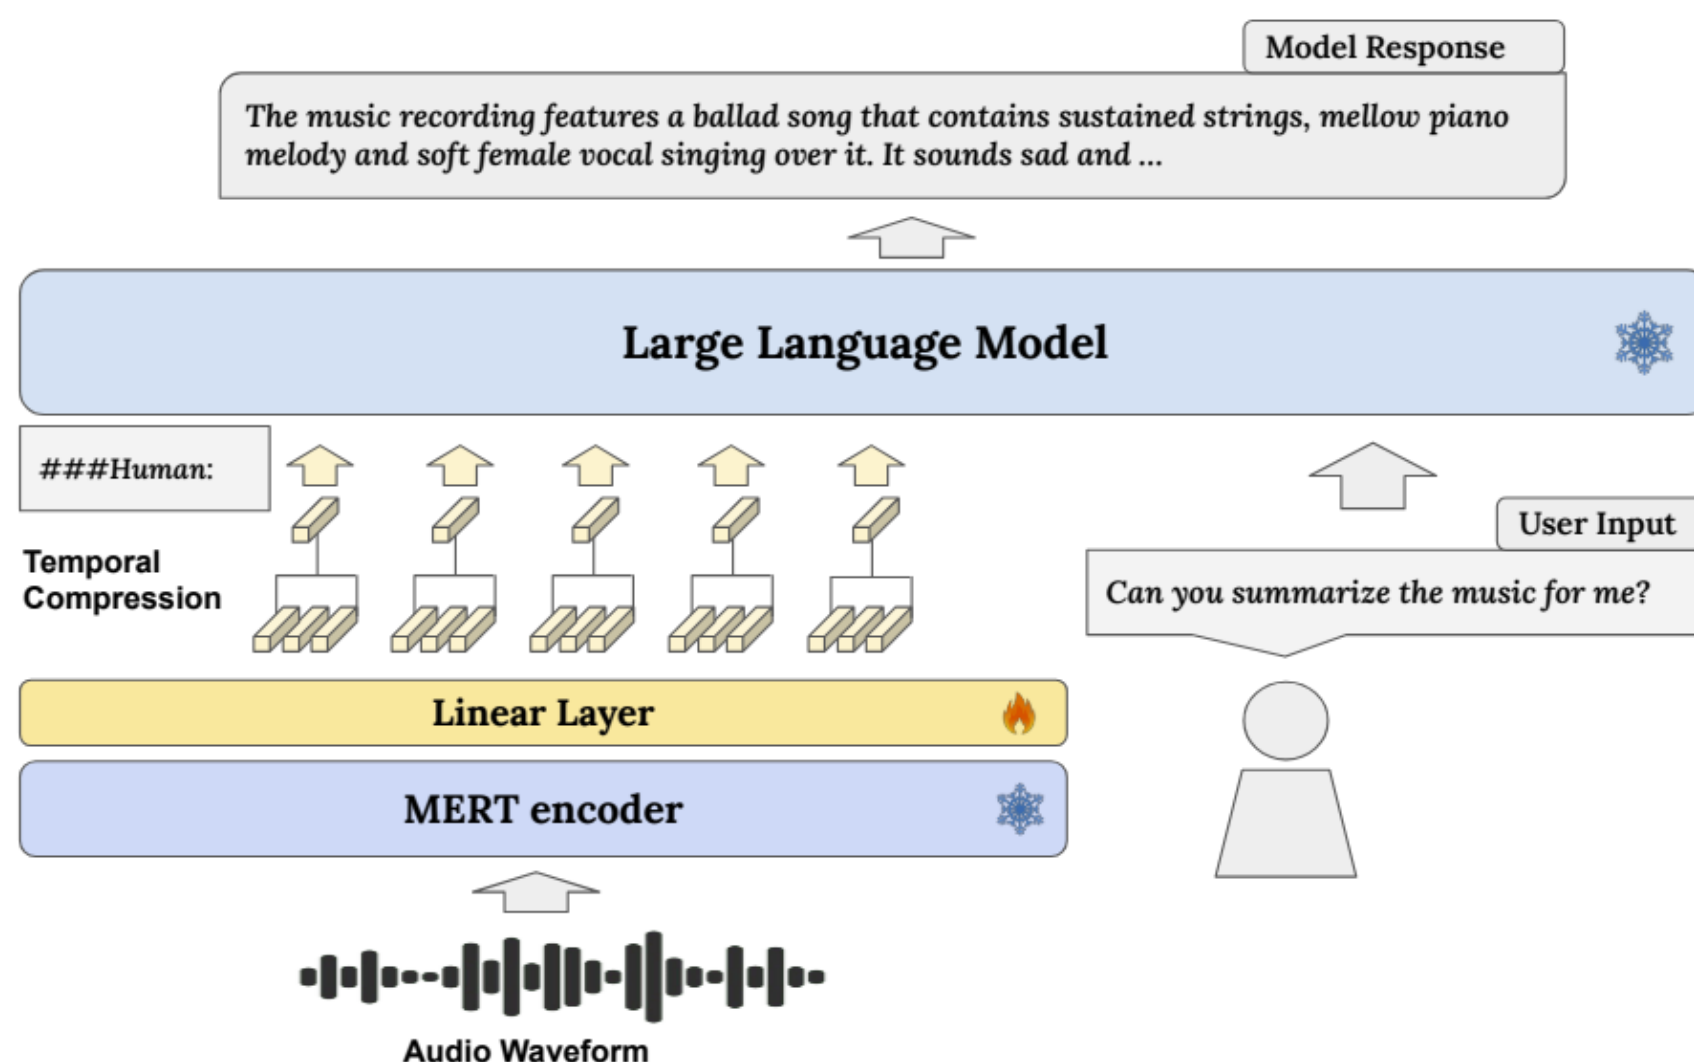 Model Response
The music recording features a ballad song that contains sustained strings, mellow piano
melody and soft female vocal singing over it. It sounds sad and ...
Large Language Model
###Human:
Temporal
Compression
User Input
Can you summarize the music for me?
Linear Layer
MERT encoder
Audio Waveform